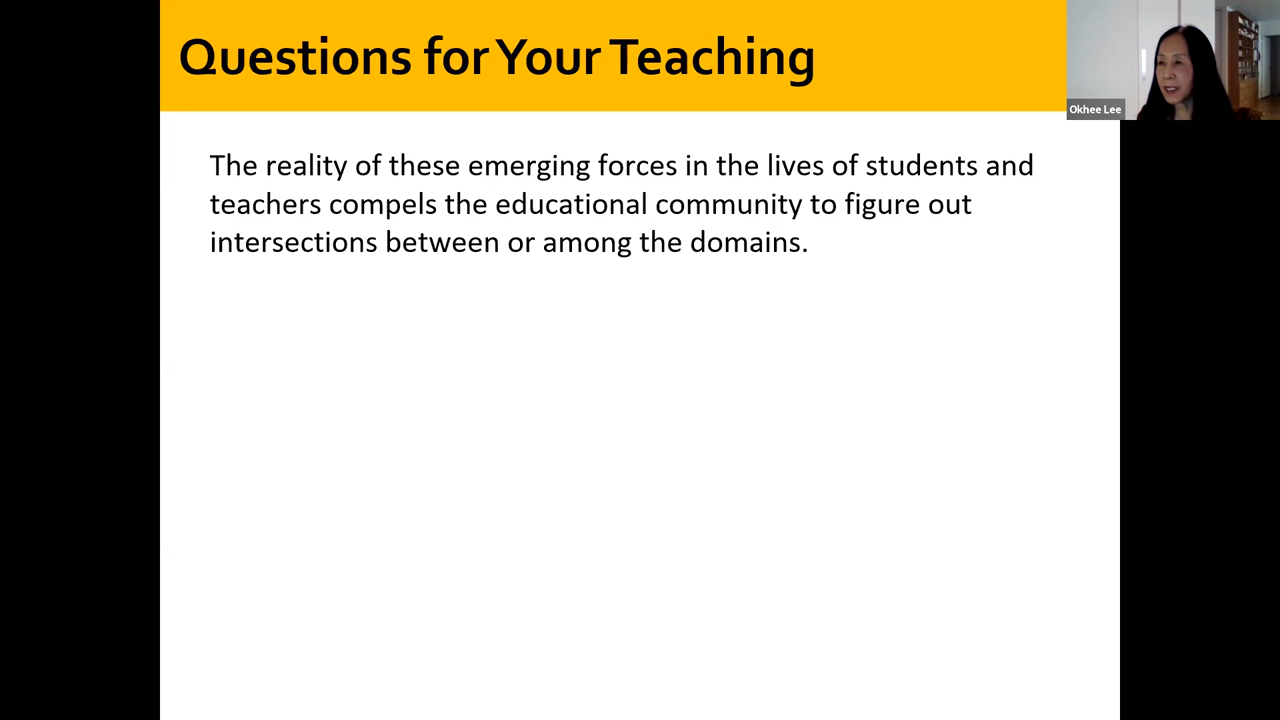 Questions for Your Teaching
Okhee Lee
The reality of these emerging forces in the lives of students and
teachers compels the educational community to figure out
intersections between or among the domains.